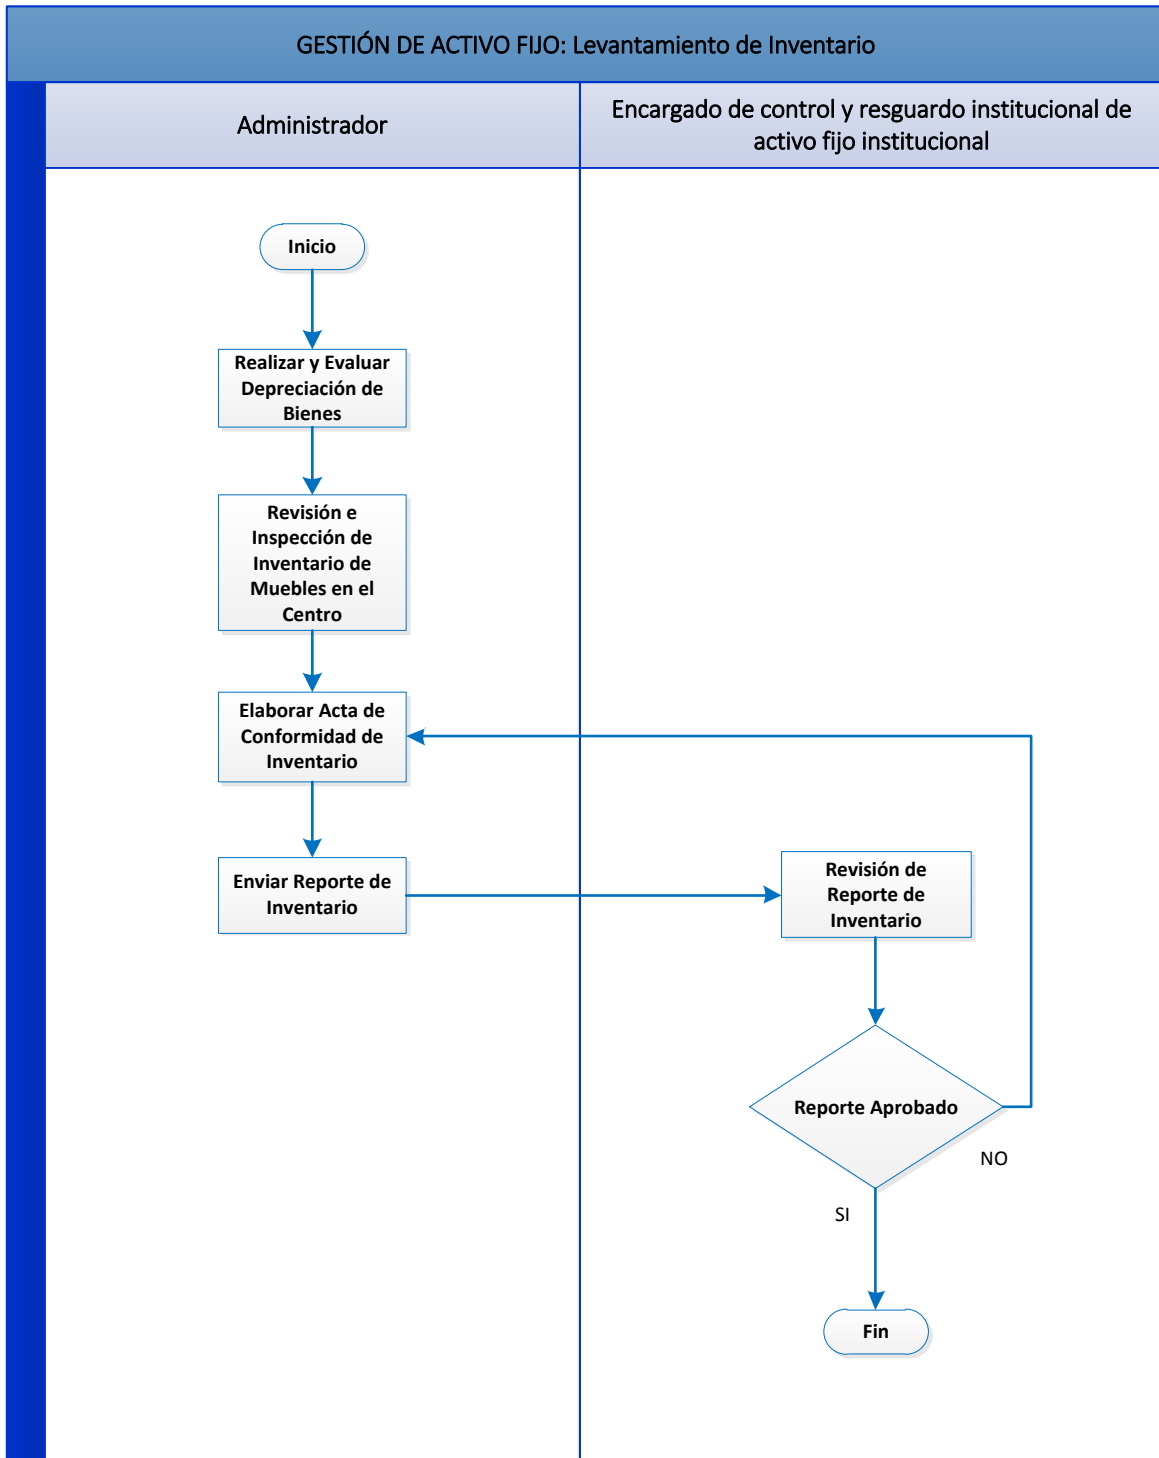 GESTIÓN DE ACTIVO FIJO: Levantamiento de Inventario
Administrador
Encargado de control y resguardo institucional de
activo fijo institucional
Inicio
Realizar y Evaluar
Depreciación de
Bienes
Revisión e
Inspección de
Inventario de
Muebles en el
Centro
Elaborar Acta de
Conformidad de
Inventario
Enviar Reporte de
Inventario
Revisión de
Reporte de
Inventario
Reporte Aprobado
NO
SI
Fin